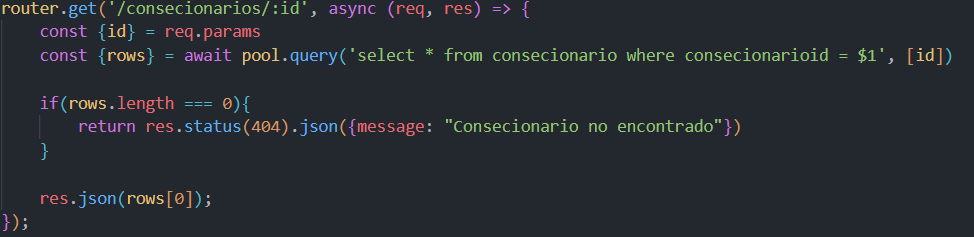 router.get('/consecionarios/:id', async (req, res) => {
    const {id} = req.params
    const {rows} = await pool.query('select * from consecionario where consecionarioid = $1', [id])

    if(rows.length === 0){
        return res.status(404).json({message: "Consecionario no encontrado"})
    }

    res.json(rows[0]);
});